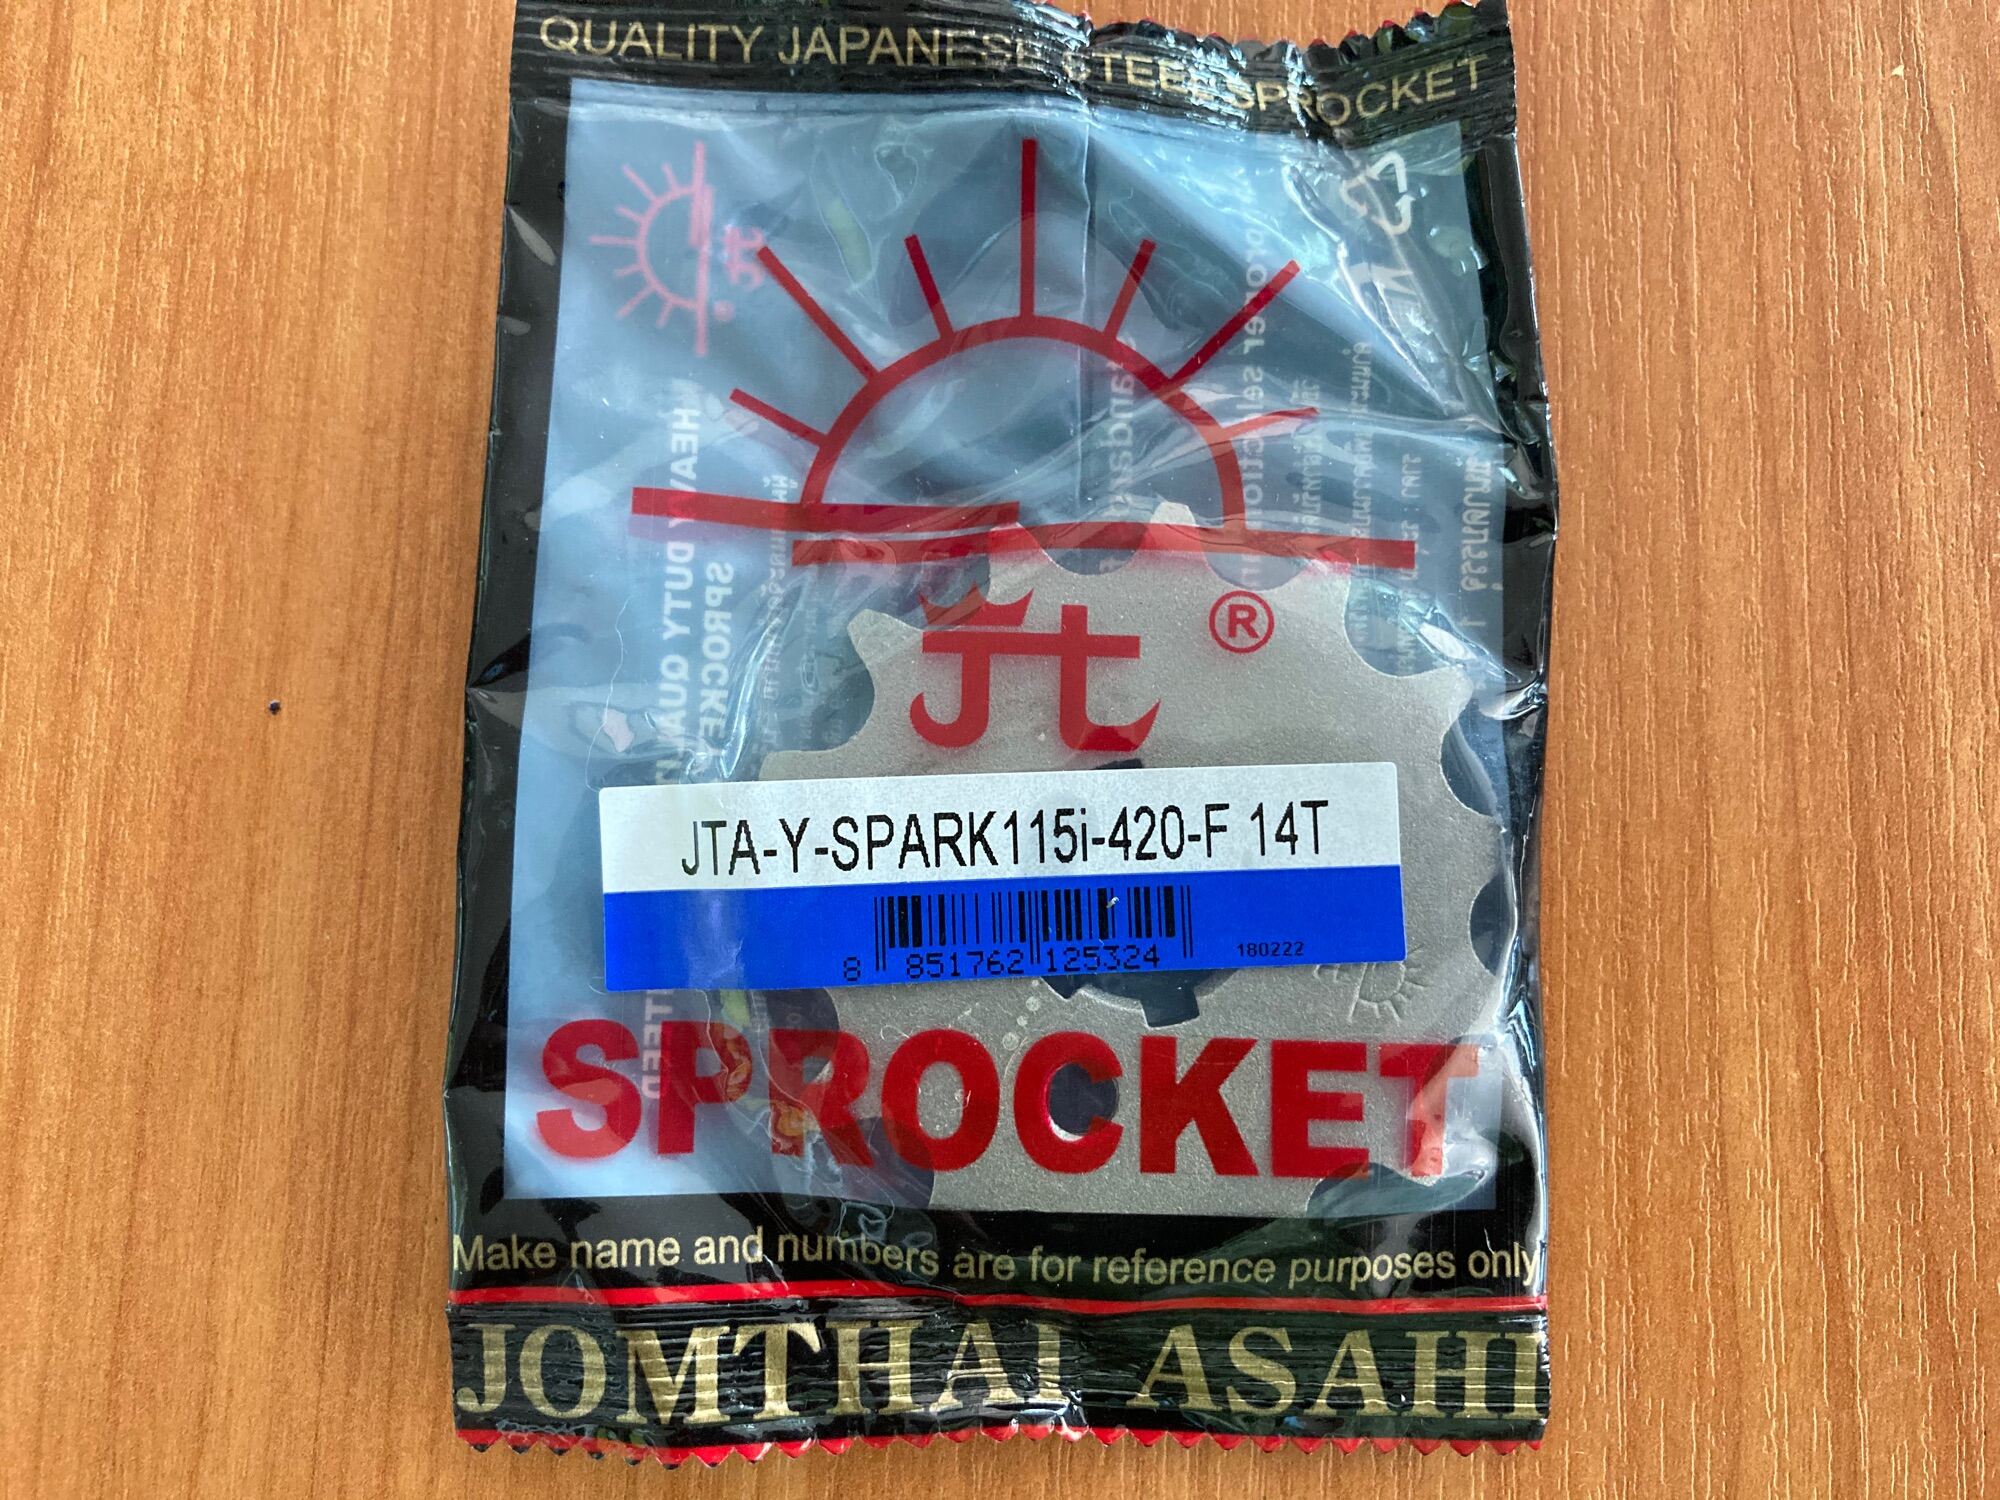 QUALITY JAPANESE STEEL SPROCKET
jt ®
JTA-Y-SPARK115i-420-F 14T
8 851762 125324
180222
SPROCKET
Make name and numbers are for reference purposes only
JOMTHAI ASAHI